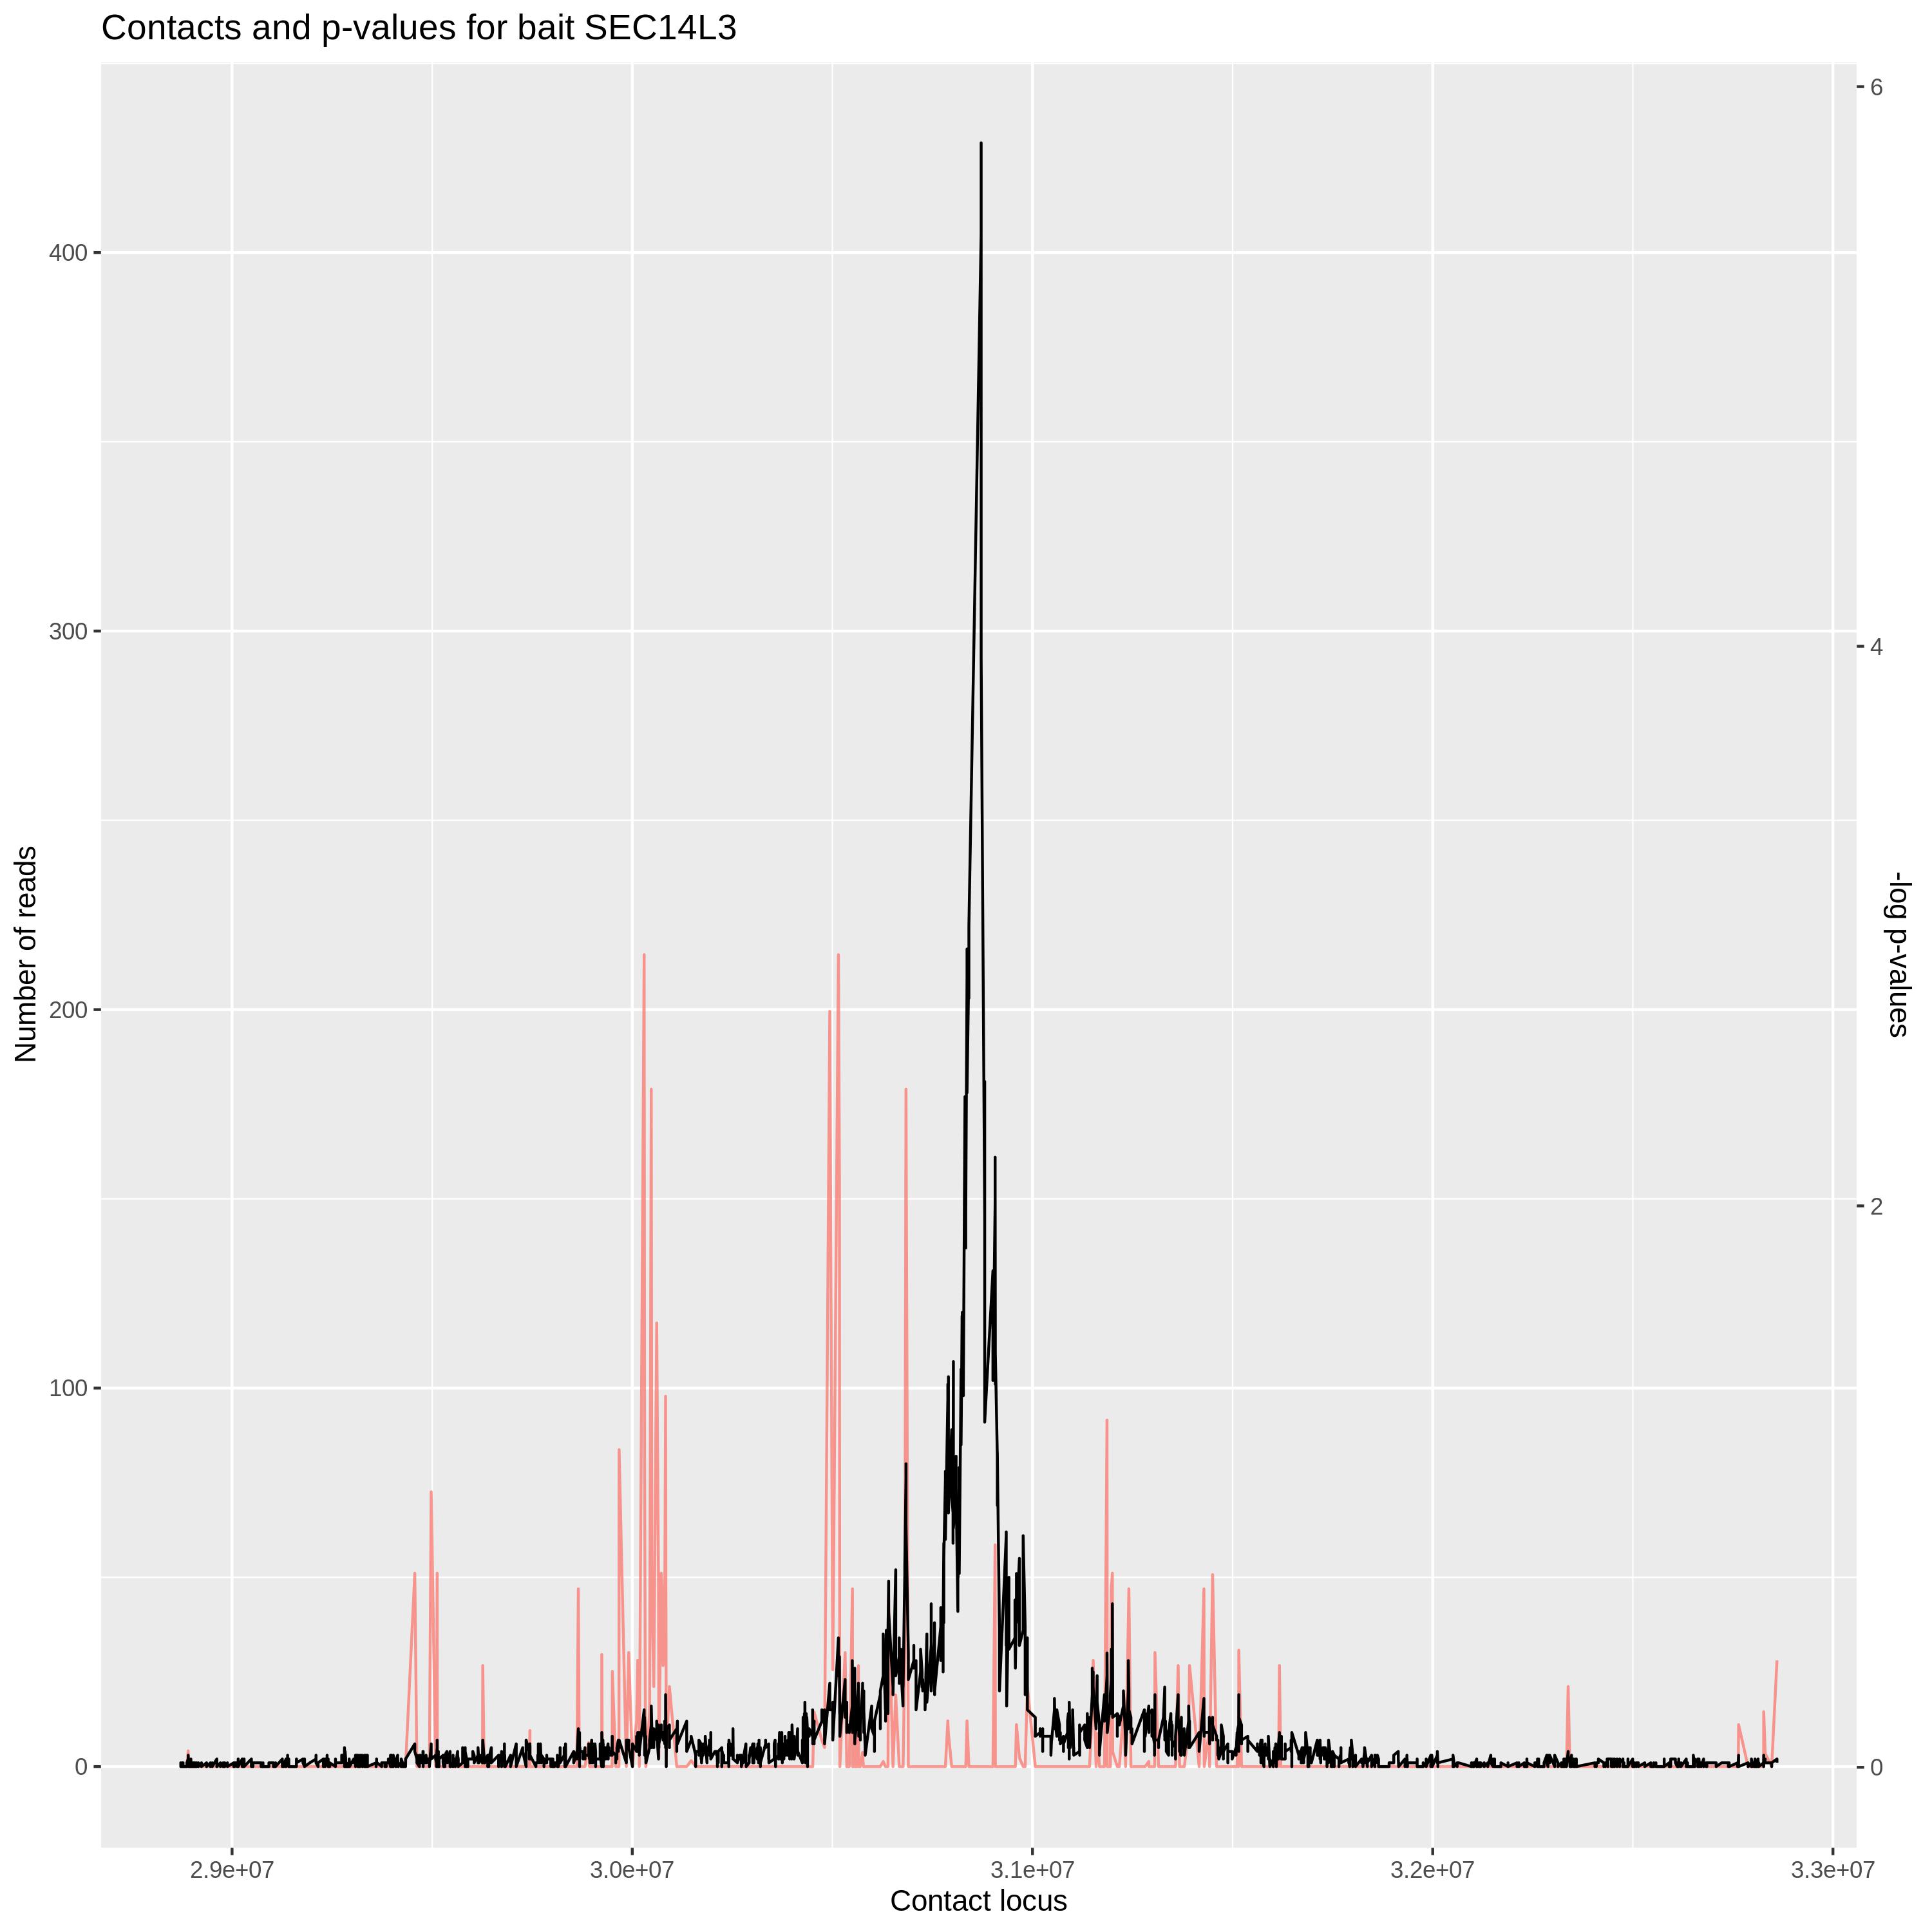 Contacts and p-values for bait SEC14L3
6
400
300
4
Number of reads
-log p-values
200
2
100
0
0
2.9e+07
3.0e+07
3.1e+07
3.2e+07
3.3e+07
Contact locus